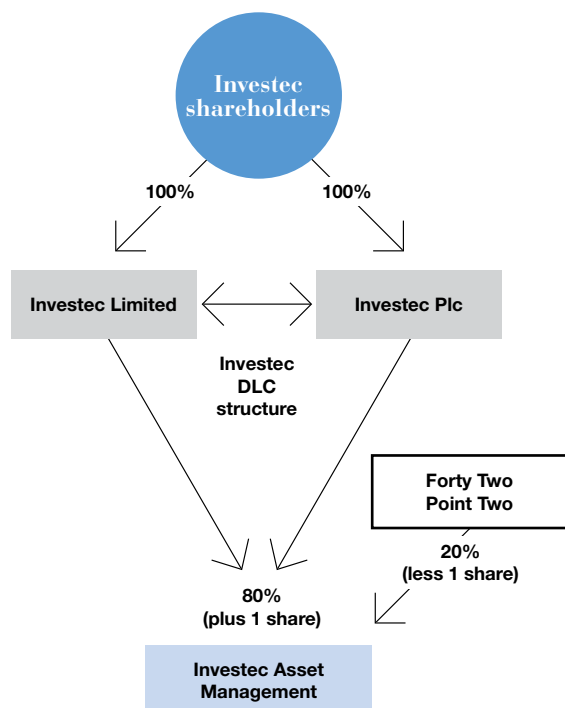 Investec
shareholders
100%
100%
Investec Limited
Investec Plc
Investec
DLC
structure
Forty Two
Point Two
20%
(less 1 share)
80%
(plus 1 share)
Investec Asset
Management